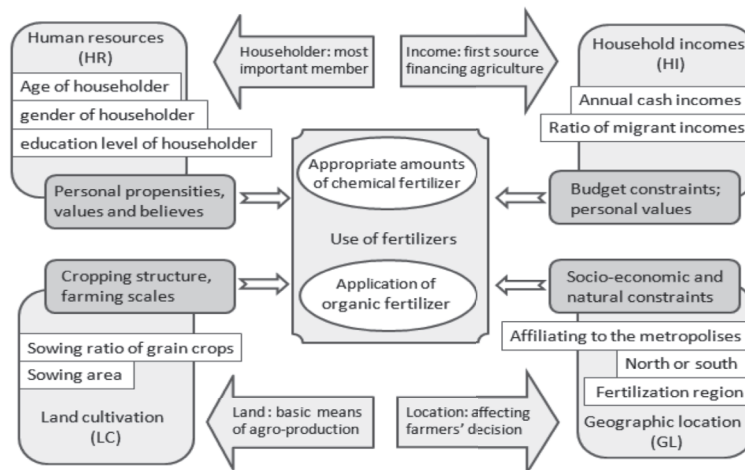 Human resources
(HR)
Age of householder
gender of householder
education level of householder
Personal propensities,
values and believes
Householder: most
important member
Income: first source
financing agriculture
Household incomes
(HI)
Annual cash incomes
Ratio of migrant incomes
Budget constraints;
personal values
Appropriate amounts
of chemical fertilizer
Use of fertilizers
Application of
organic fertilizer
Cropping structure,
farming scales
Sowing ratio of grain crops
Sowing area
Land cultivation
(LC)
Land : basic means
of agro-production
Location: affecting
farmers' decision
Socio-economic and
natural constraints
Affiliating to the metropolises
North or south
Fertilization region
Geographic location
(GL)